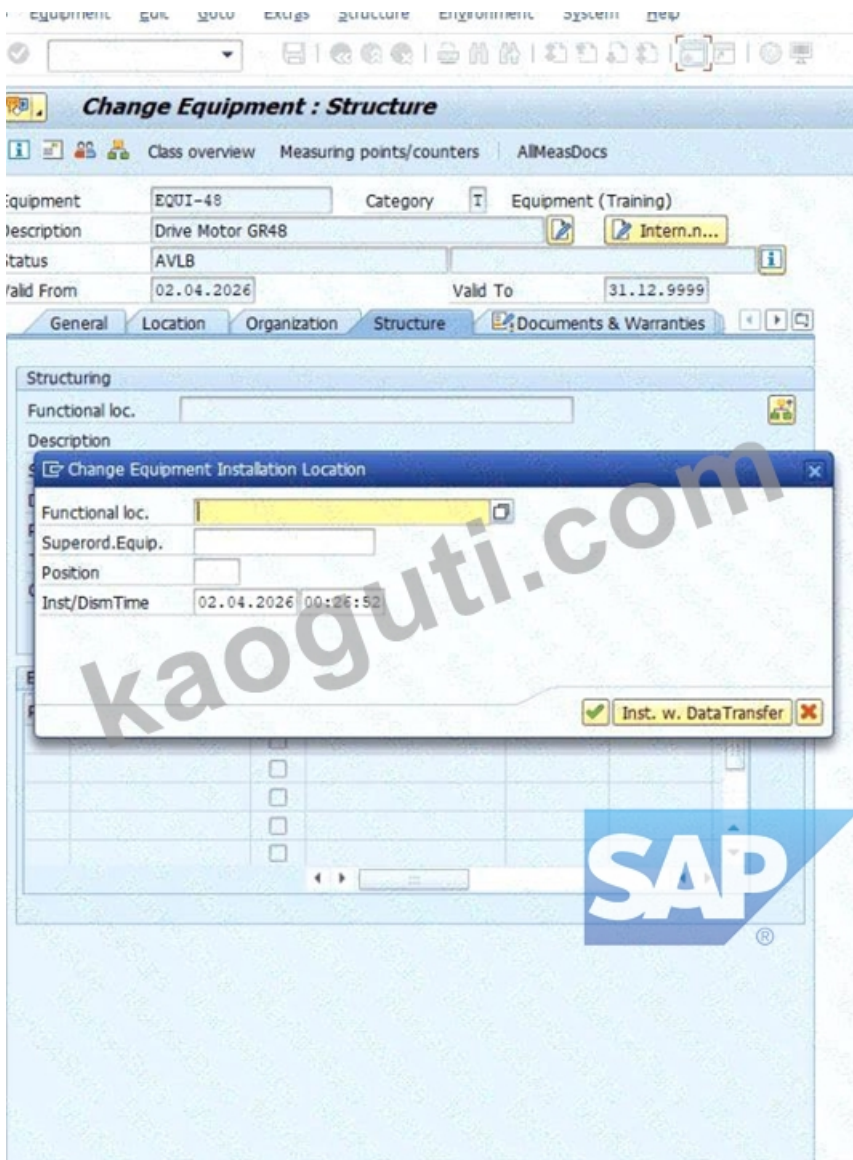 Equipment Edit Goto Extras Structure Environment System Help
Change Equipment : Structure
Class overview Measuring points/counters AllMeasDocs
Equipment EQUI-48 Category T Equipment (Training)
Description Drive Motor GR48 Intern.n...
Status AVLB
Valid From 02.04.2026 Valid To 31.12.9999
General Location Organization Structure Documents & Warranties
Structuring
Functional loc.
Description
Change Equipment Installation Location
Functional loc.
Superord.Equip.
Position
Inst/DismTime 02.04.2026 00:26:52
Inst. w. DataTransfer
kaoguti.com
SAP
®